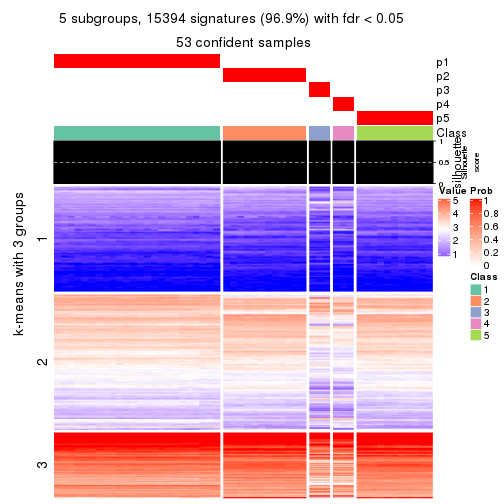 5 subgroups, 15394 signatures (96.9%) with fdr < 0.05
53 confident samples
p1
p2
p3
p4
p5
Class
1
0.5
0
silhouette
Silhouette
score
k-means with 3 groups
1
2
3
Value
5
4
3
2
1
Prob
1
0.8
0.6
0.4
0.2
0
Class
1
2
3
4
5